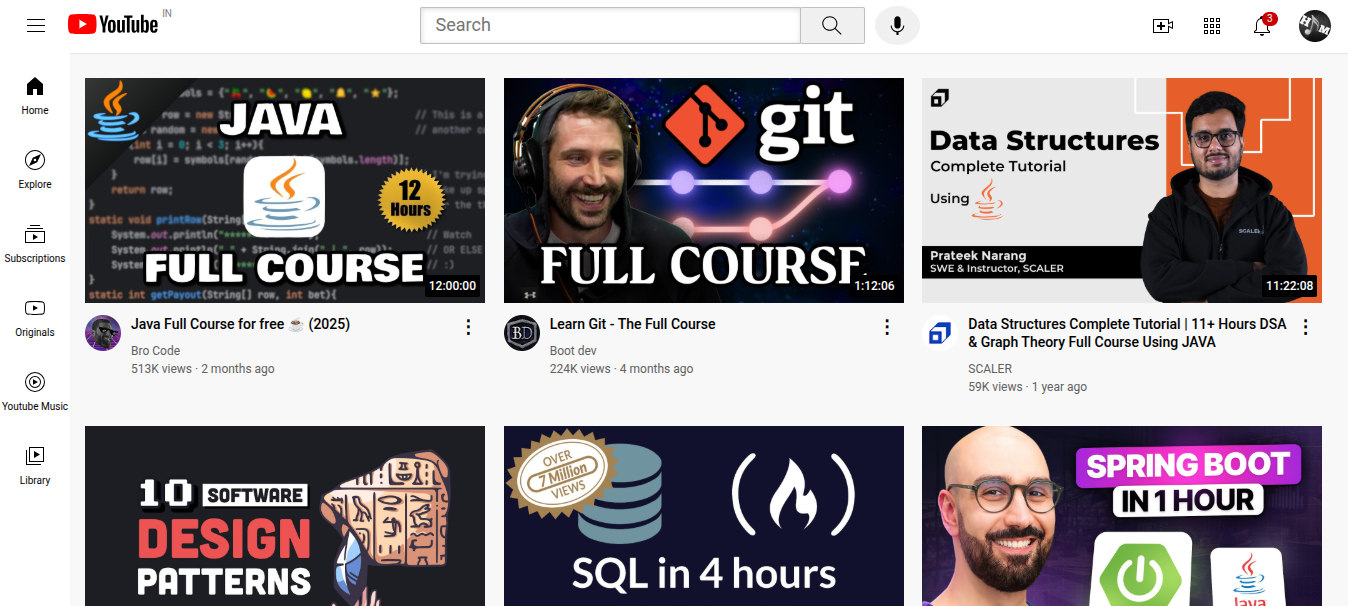 YouTube IN
Search
3
HM
Home
Explore
Subscriptions
Originals
Youtube Music
Library
JAVA
12
Hours
FULL COURSE
12:00:00
Java Full Course for free ☕ (2025)
Bro Code
513K views · 2 months ago
git
FULL COURSE
1:12:06
BD
Learn Git - The Full Course
Boot dev
224K views · 4 months ago
Data Structures
Complete Tutorial
Using
SCALER
Prateek Narang
SWE & Instructor, SCALER
11:22:08
Data Structures Complete Tutorial | 11+ Hours DSA
& Graph Theory Full Course Using JAVA
SCALER
59K views · 1 year ago
10 SOFTWARE
DESIGN
PATTERNS
OVER
7 Million
VIEWS
SQL in 4 hours
SPRING BOOT
IN 1 HOUR
Java